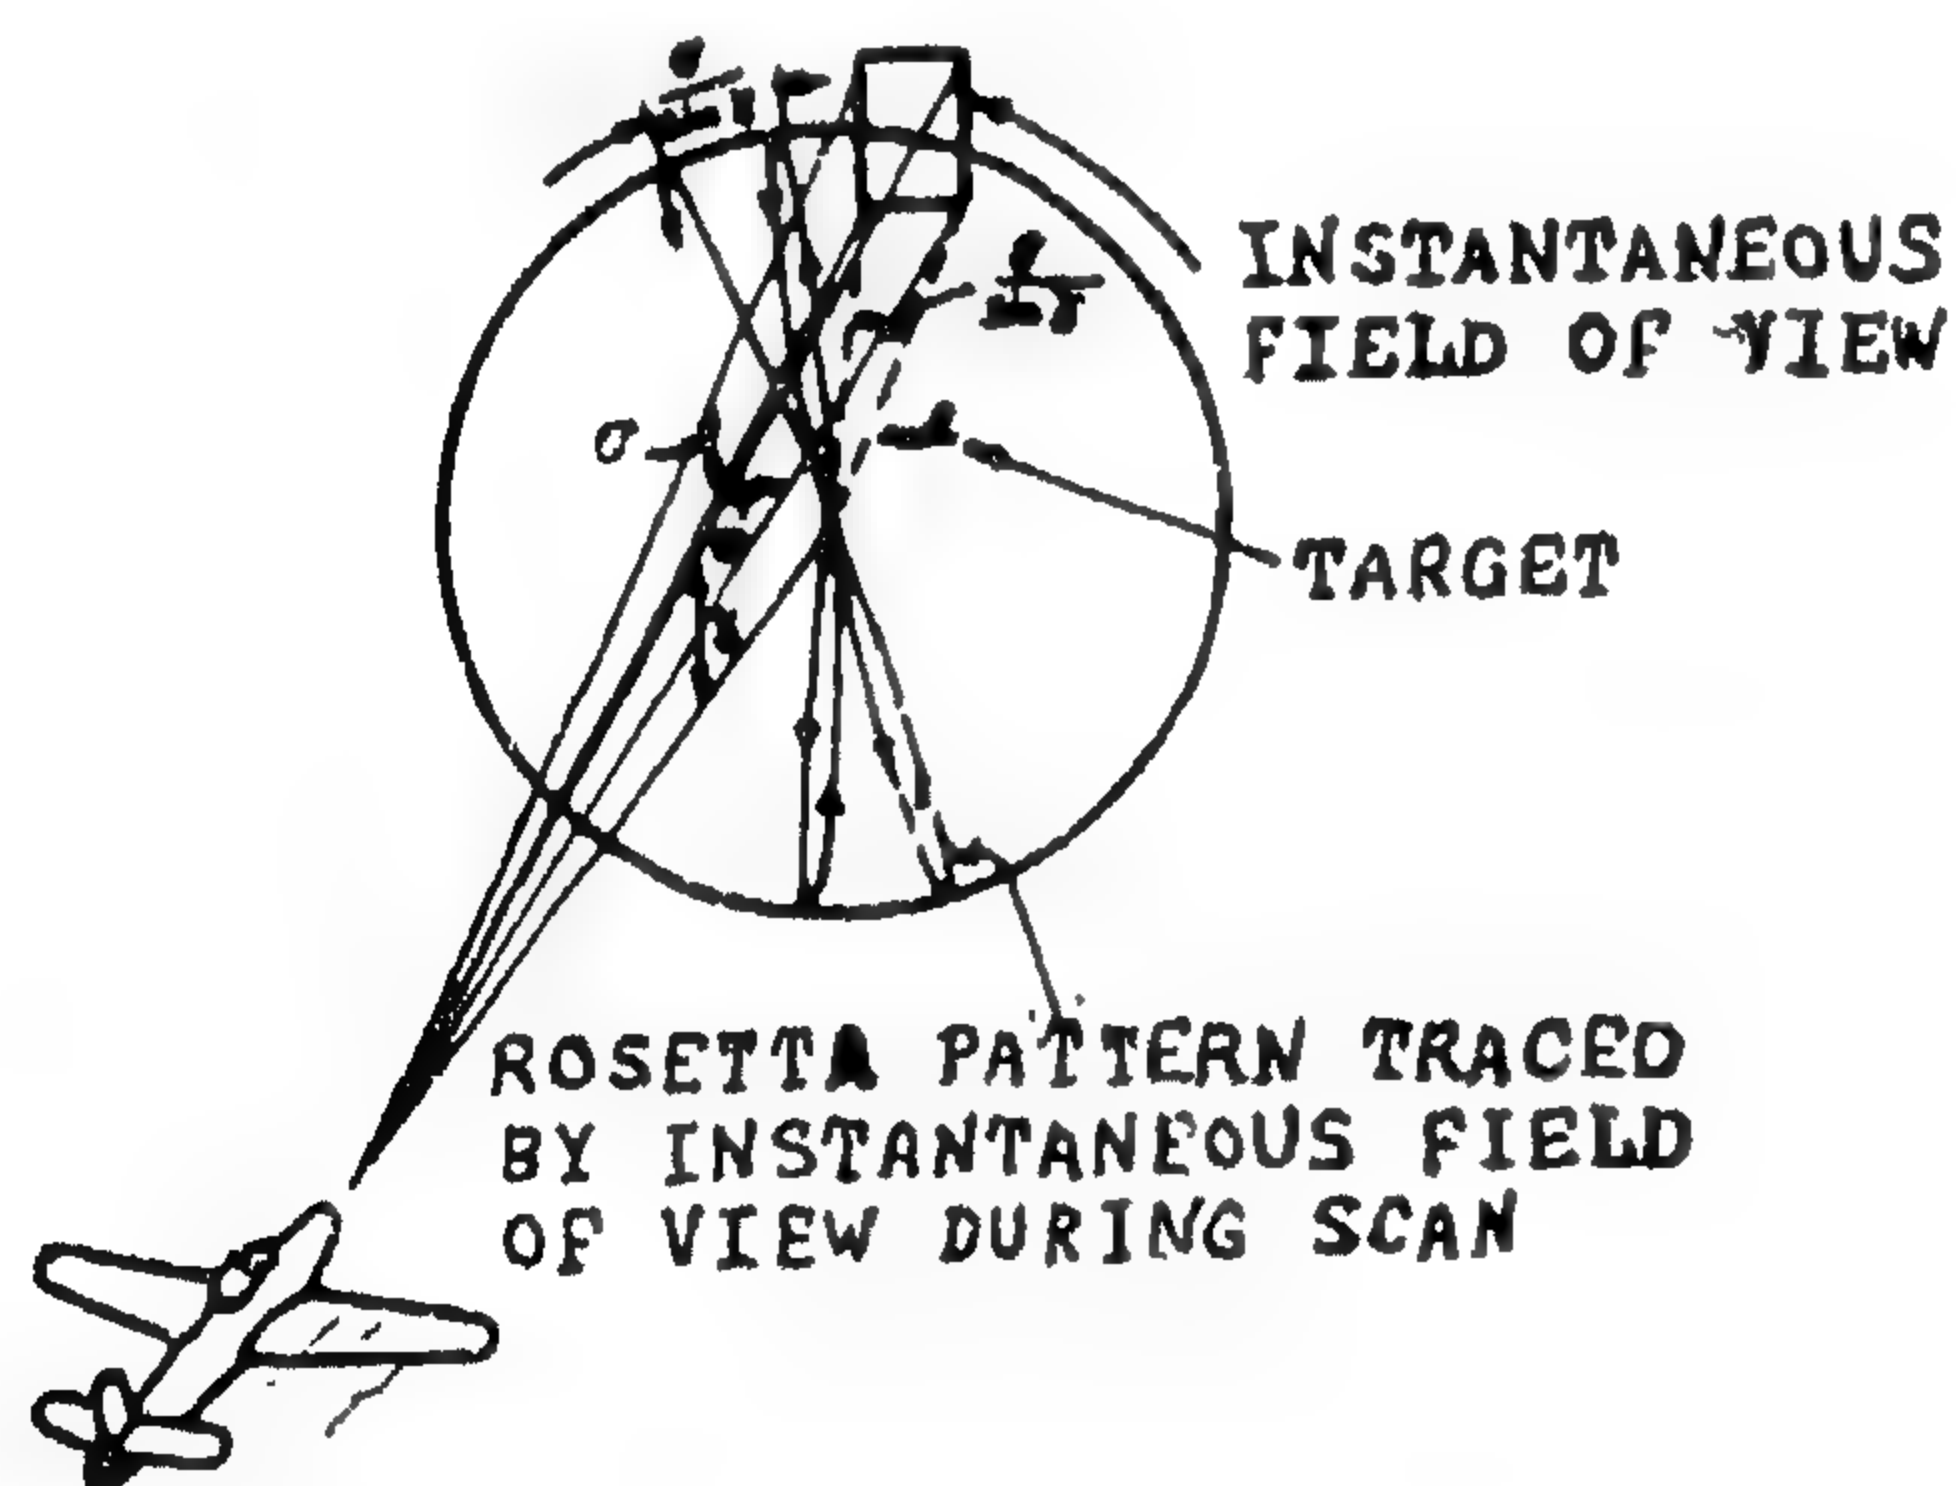 INSTANTANEOUS
FIELD OF VIEW
σ
TARGET
ROSETTA PATTERN TRACED
BY INSTANTANEOUS FIELD
OF VIEW DURING SCAN